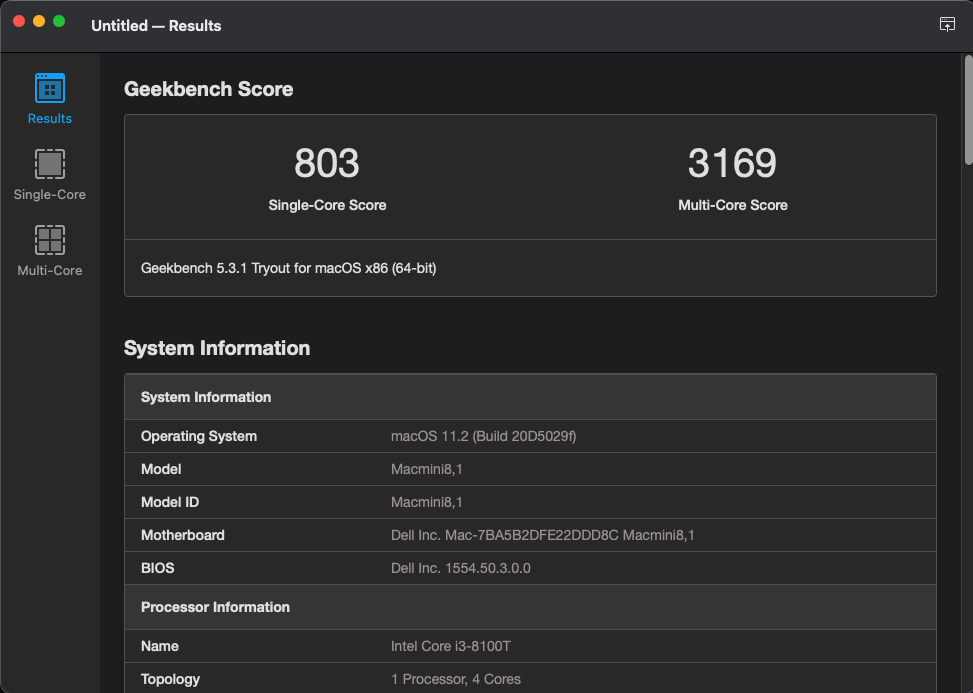 Untitled — Results
Results
Single-Core
Multi-Core
Geekbench Score
803
Single-Core Score
3169
Multi-Core Score
Geekbench 5.3.1 Tryout for macOS x86 (64-bit)
System Information
System Information
Operating System macOS 11.2 (Build 20D5029f)
Model Macmini8,1
Model ID Macmini8,1
Motherboard Dell Inc. Mac-7BA5B2DFE22DDD8C Macmini8,1
BIOS Dell Inc. 1554.50.3.0.0
Processor Information
Name Intel Core i3-8100T
Topology 1 Processor, 4 Cores